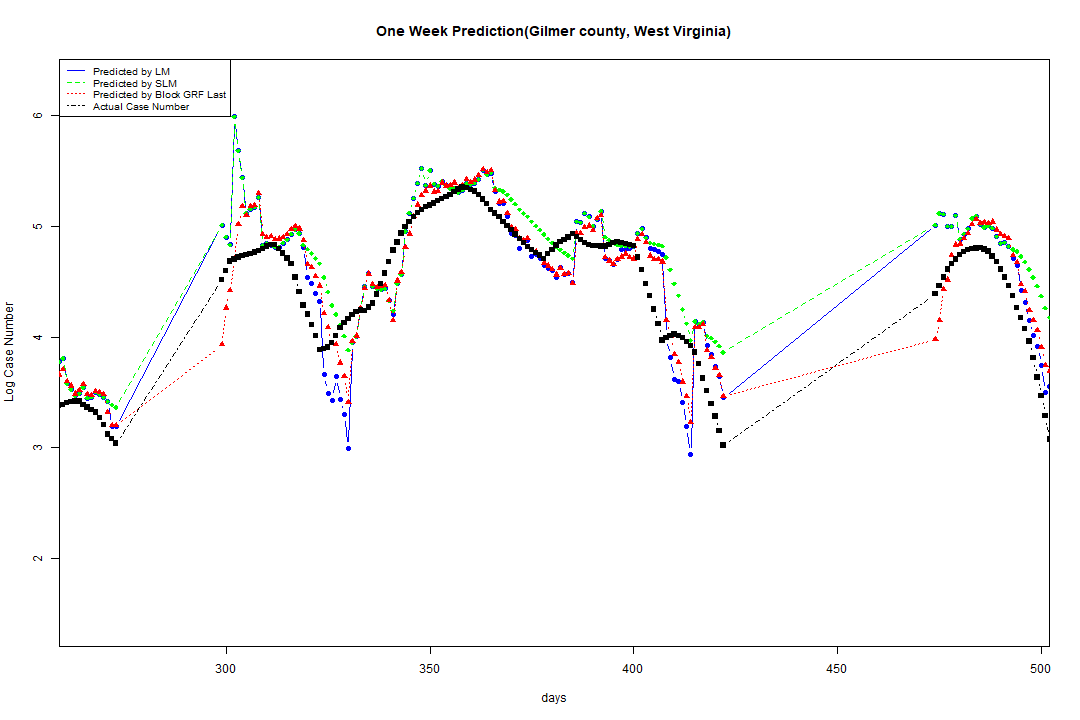 One Week Prediction(Gilmer county, West Virginia)
Predicted by LM
Predicted by SLM
Predicted by Block GRF Last
Actual Case Number
6
5
4
3
2
Log Case Number
300 350 400 450 500
days